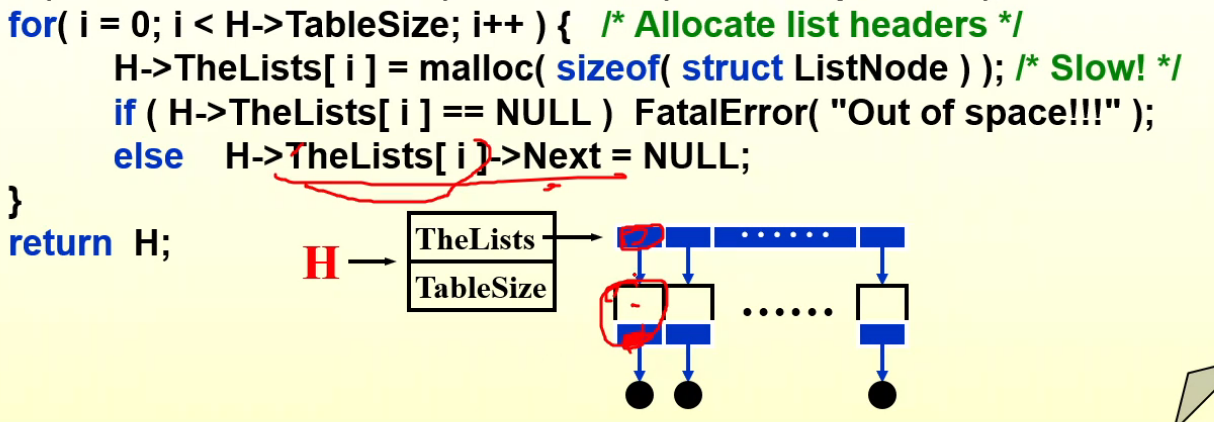 for( i = 0; i < H->TableSize; i++ ) {   /* Allocate list headers */
H->TheLists[ i ] = malloc( sizeof( struct ListNode ) ); /* Slow! */
if ( H->TheLists[ i ] == NULL )  FatalError( "Out of space!!!" );
else   H->TheLists[ i ]->Next = NULL;
}
return  H;
H
TheLists
TableSize